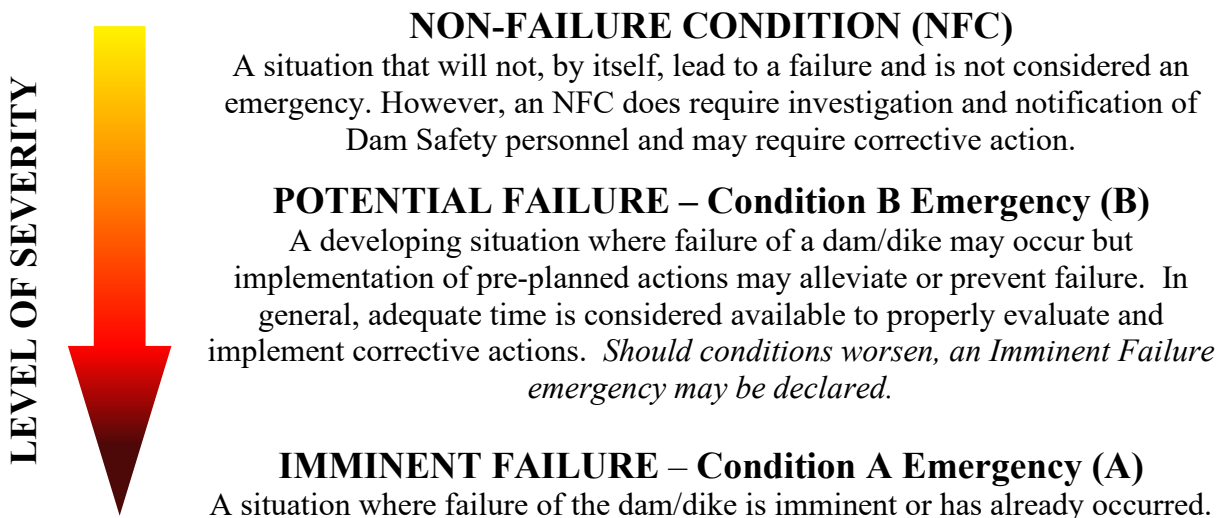 LEVEL OF SEVERITY
NON-FAILURE CONDITION (NFC)
A situation that will not, by itself, lead to a failure and is not considered an
emergency. However, an NFC does require investigation and notification of
Dam Safety personnel and may require corrective action.
POTENTIAL FAILURE – Condition B Emergency (B)
A developing situation where failure of a dam/dike may occur but
implementation of pre-planned actions may alleviate or prevent failure.  In
general, adequate time is considered available to properly evaluate and
implement corrective actions.  Should conditions worsen, an Imminent Failure
emergency may be declared.
IMMINENT FAILURE – Condition A Emergency (A)
A situation where failure of the dam/dike is imminent or has already occurred.